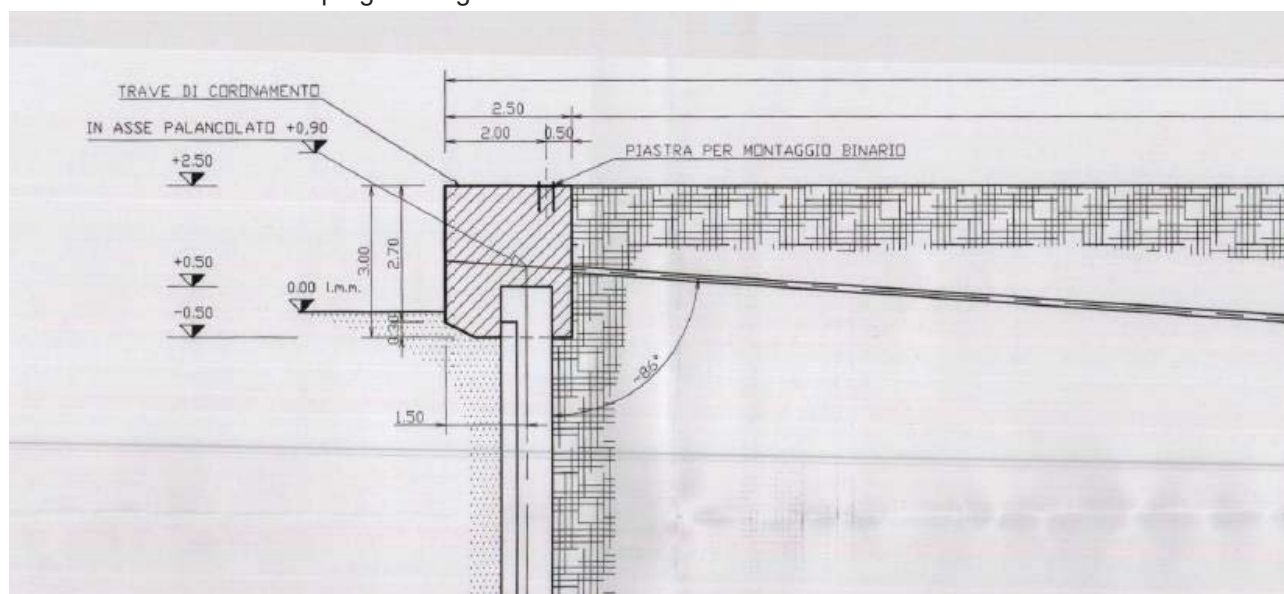 TRAVE DI CORONAMENTO
IN ASSE PALANCOLATO +0,90
2.50
2.00
0.50
PIASTRA PER MONTAGGIO BINARIO
+2.50
3.00
2.70
+0.50
0.00 l.m.m.
-0.50
0.30
~86°
1.50